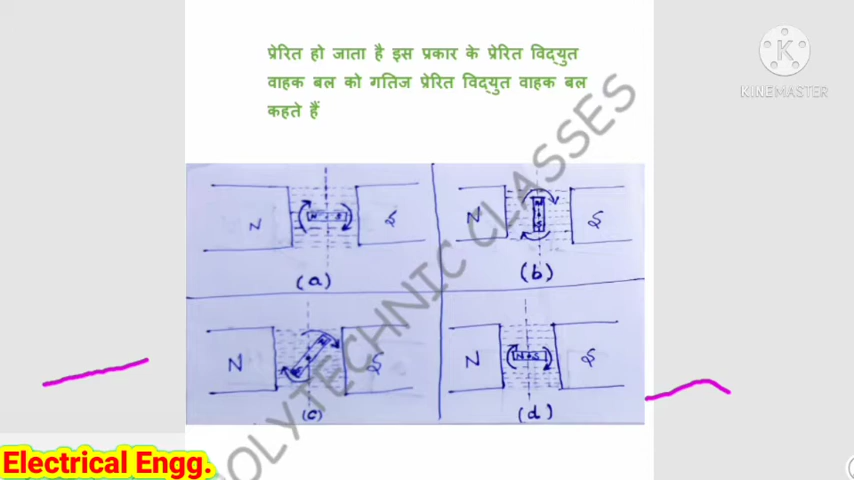 प्रेरित हो जाता है इस प्रकार के प्रेरित विद्युत
वाहक बल को गतिज प्रेरित विद्युत वाहक बल
कहते हैं
KINEMASTER
POLYTECHNIC CLASSES
N S
(a)
N S
(b)
N S
(c)
N N S S
(d)
Electrical Engg.